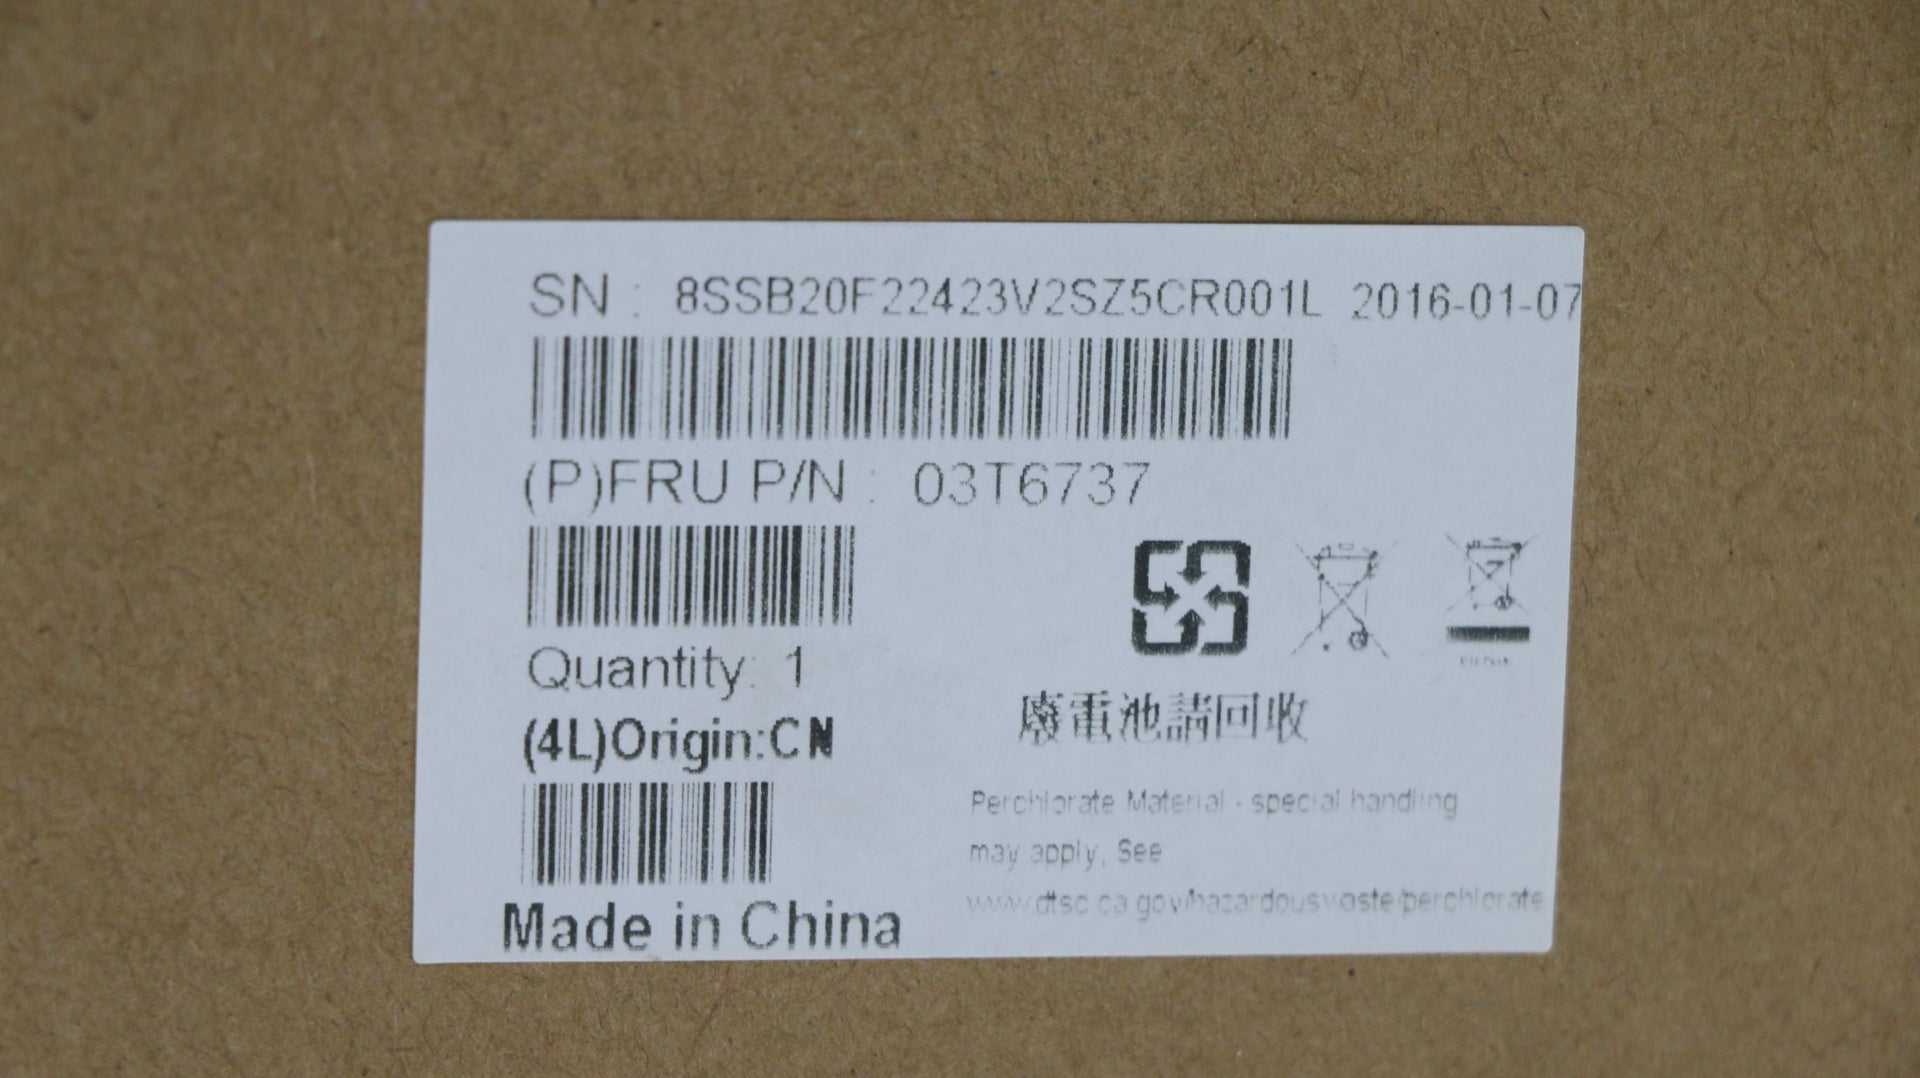 SN : 8SSB20F22423V2SZ5CR001L 2016-01-07
(P)FRU P/N : 03T6737
Quantity: 1
(4L)Origin:CN
Made in China
廢電池請回收
Perchlorate Material - special handling
may apply, See
www.dtsc.ca.gov/hazardouswaste/perchlorate